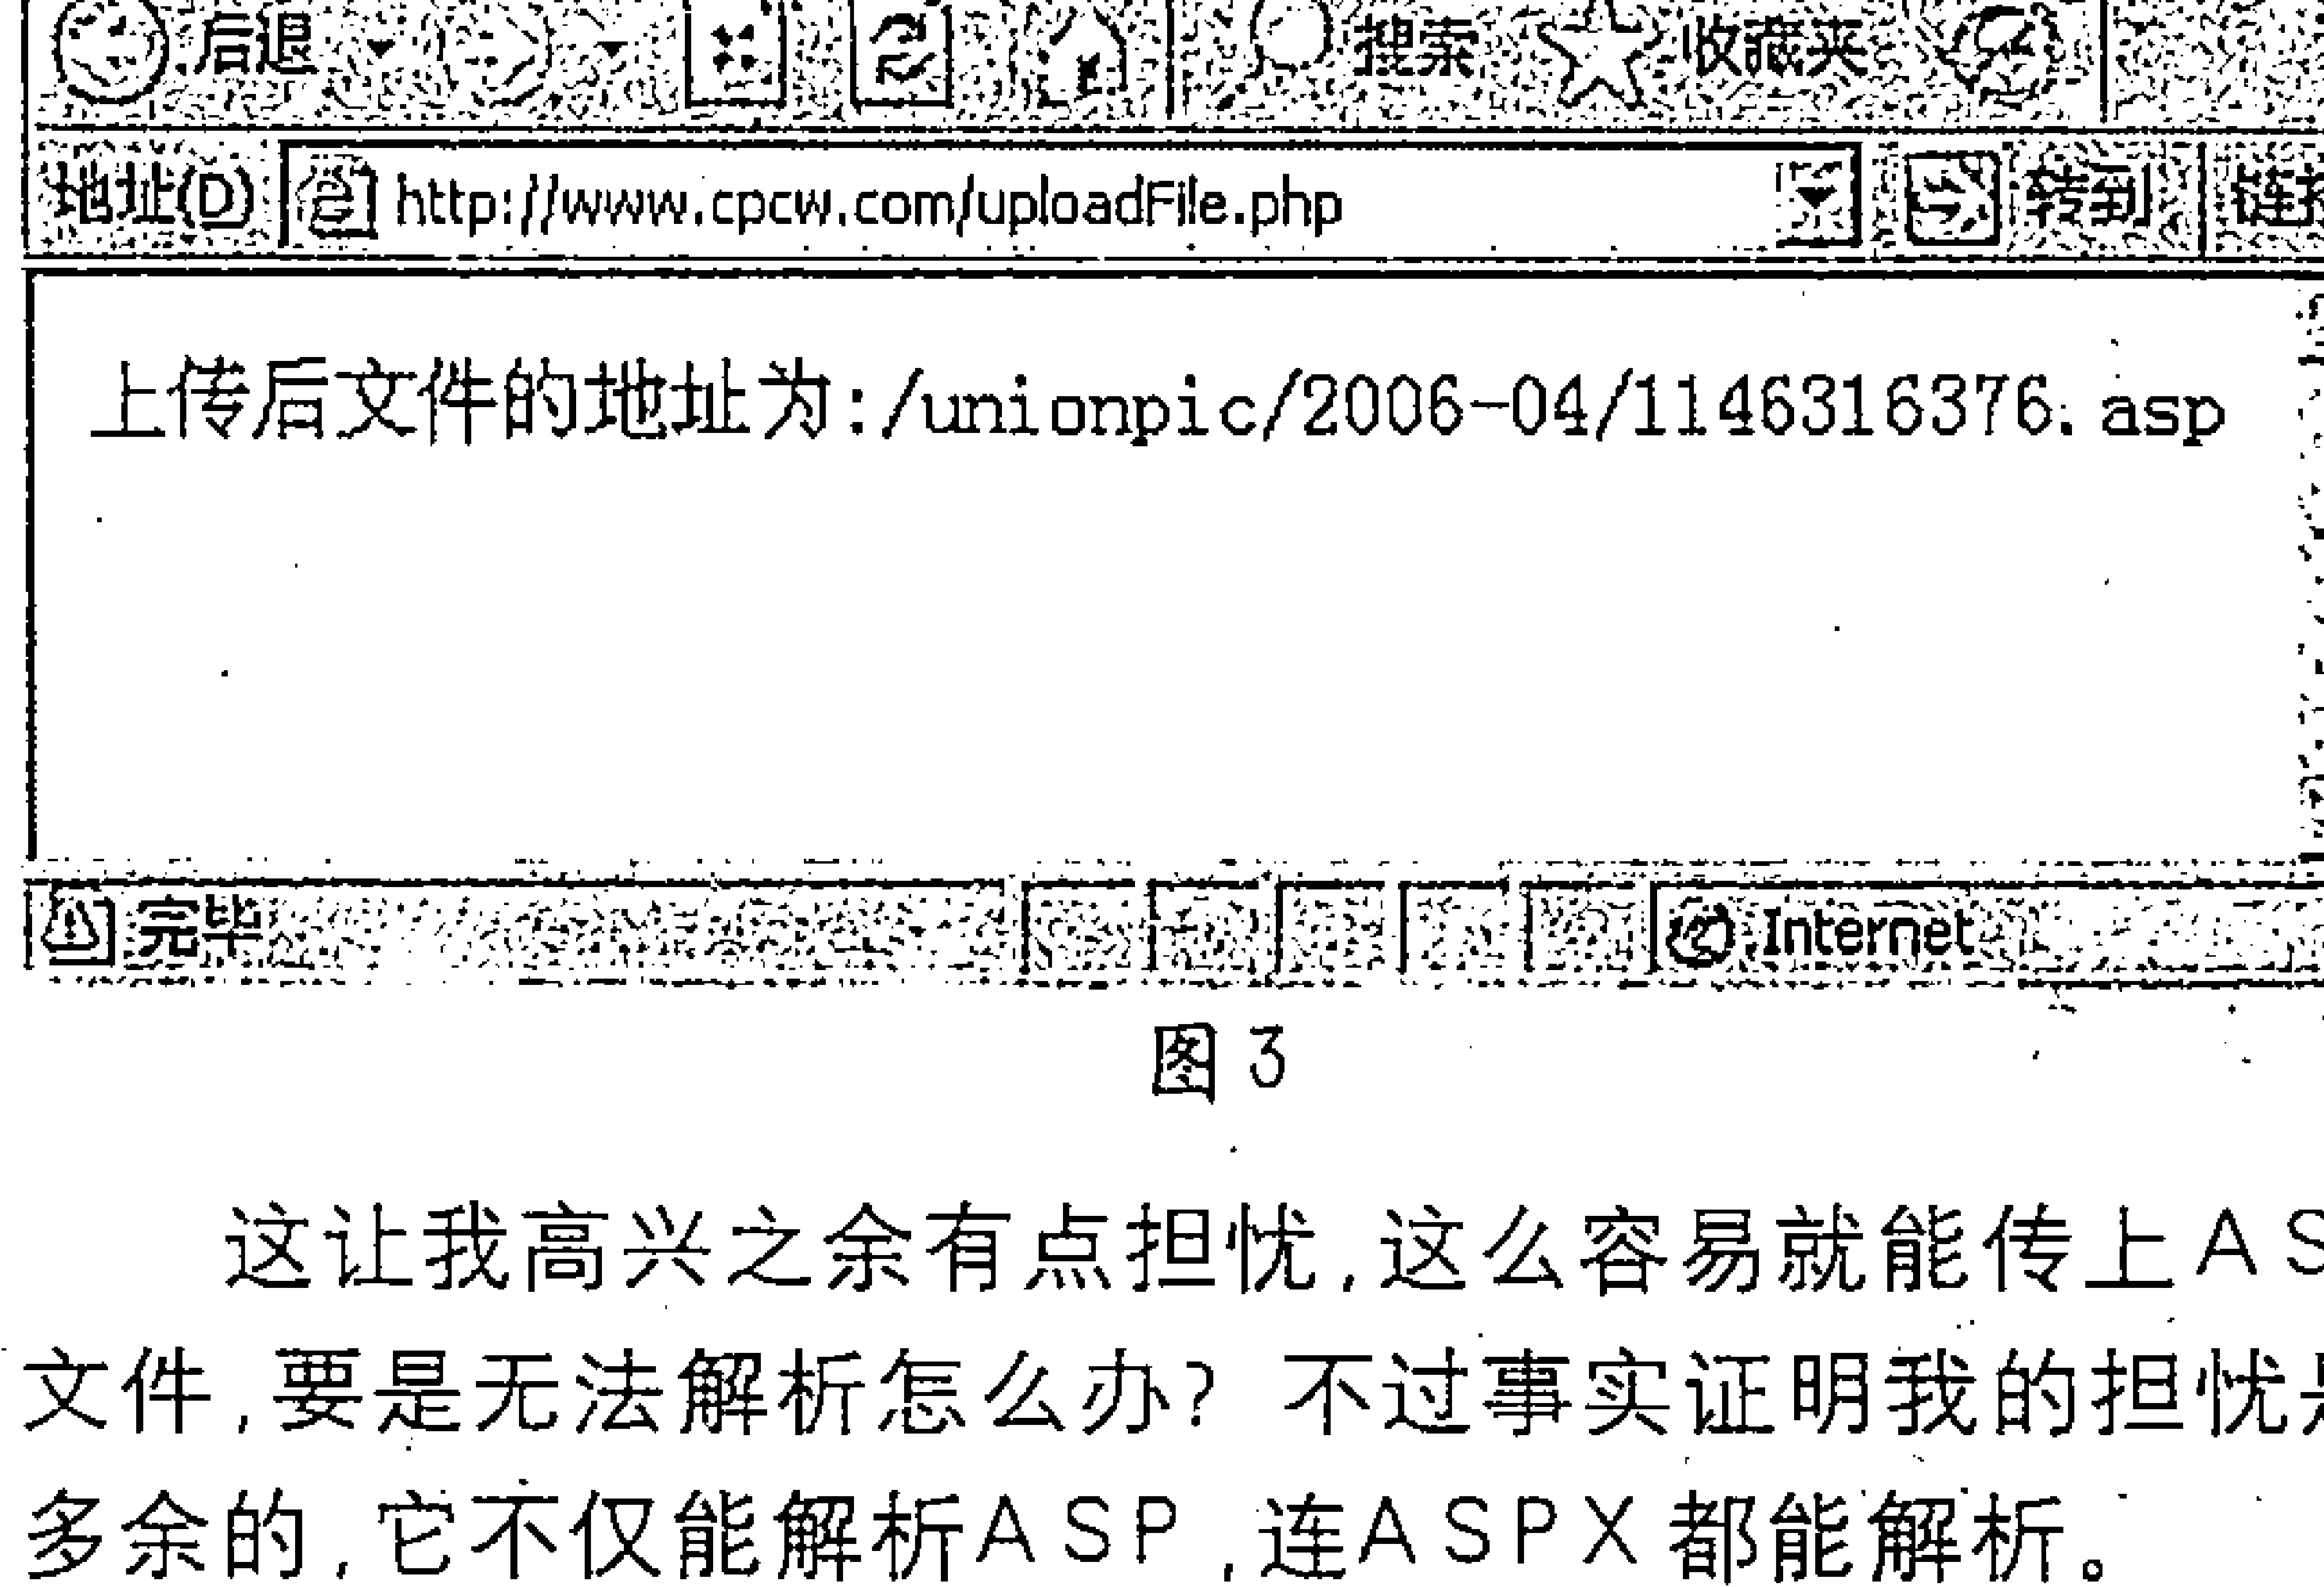 后退 搜索 收藏夹
地址(D) http://www.cpcw.com/uploadFile.php 转到
上传后文件的地址为:/unionpic/2006-04/1146316376.asp
完毕 Internet
图3
这让我高兴之余有点担忧,这么容易就能传上AS
文件,要是无法解析怎么办? 不过事实证明我的担忧
多余的,它不仅能解析ASP,连ASPX都能解析。